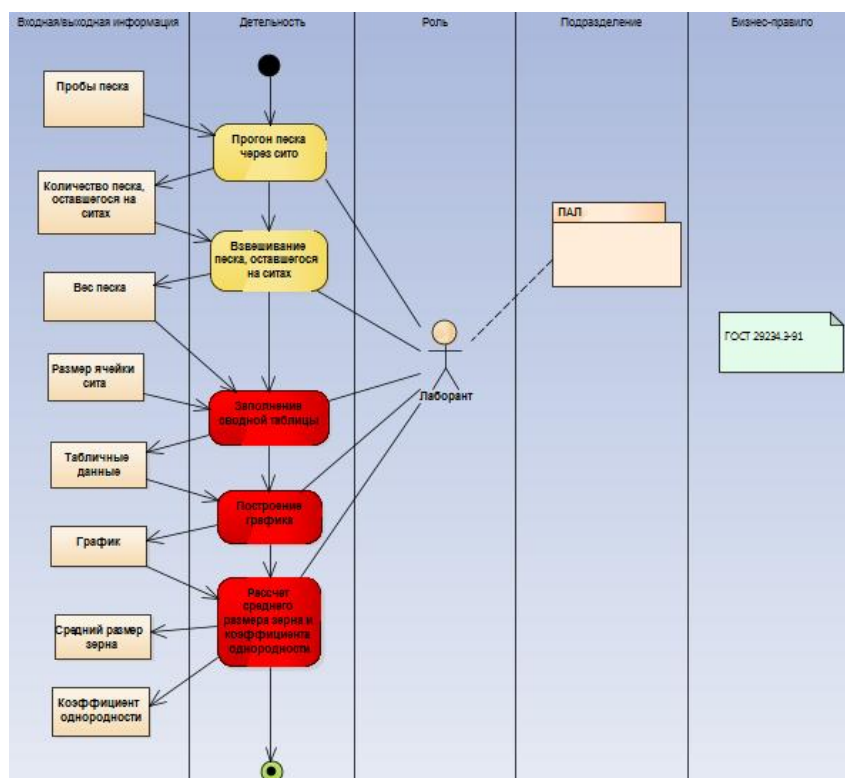 Входная/выходная информация
Детельность
Роль
Подразделение
Бизнес-правило
Пробы песка
Прогон песка
через сито
Количество песка,
оставшегося на
ситах
Взвешивание
песка, оставшегося
на ситах
Вес песка
Размер ячейки
сита
Заполнение
сводной таблицы
Табличные
данные
Построение
графика
График
Рассчет
среднего
размера зерна и
коэффициента
однородности
Средний размер
зерна
Коэффициент
однородности
Лаборант
ПАЛ
ГОСТ 29234.3-91